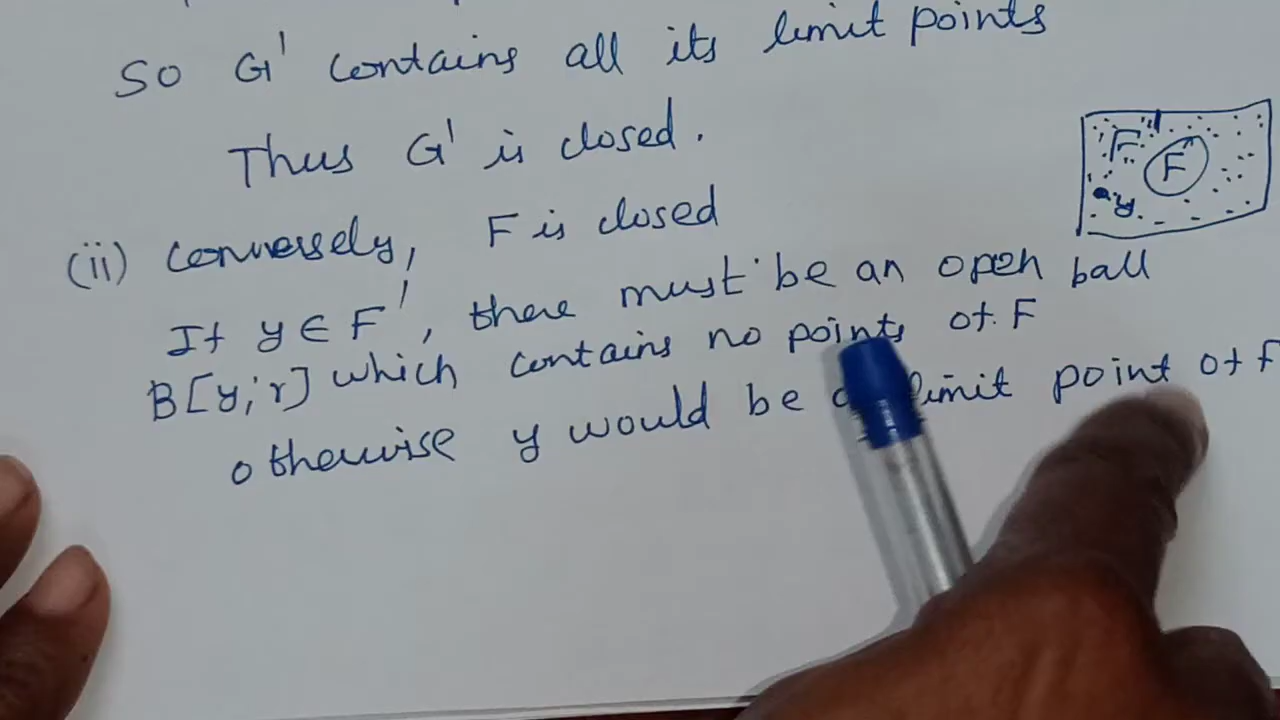 So G' contains all its limit points
Thus G' is closed.
(ii) conversely, F is closed
If y ∈ F', there must be an open ball
B[y;r] which contains no points of F
otherwise y would be limit point of F
F' F
y